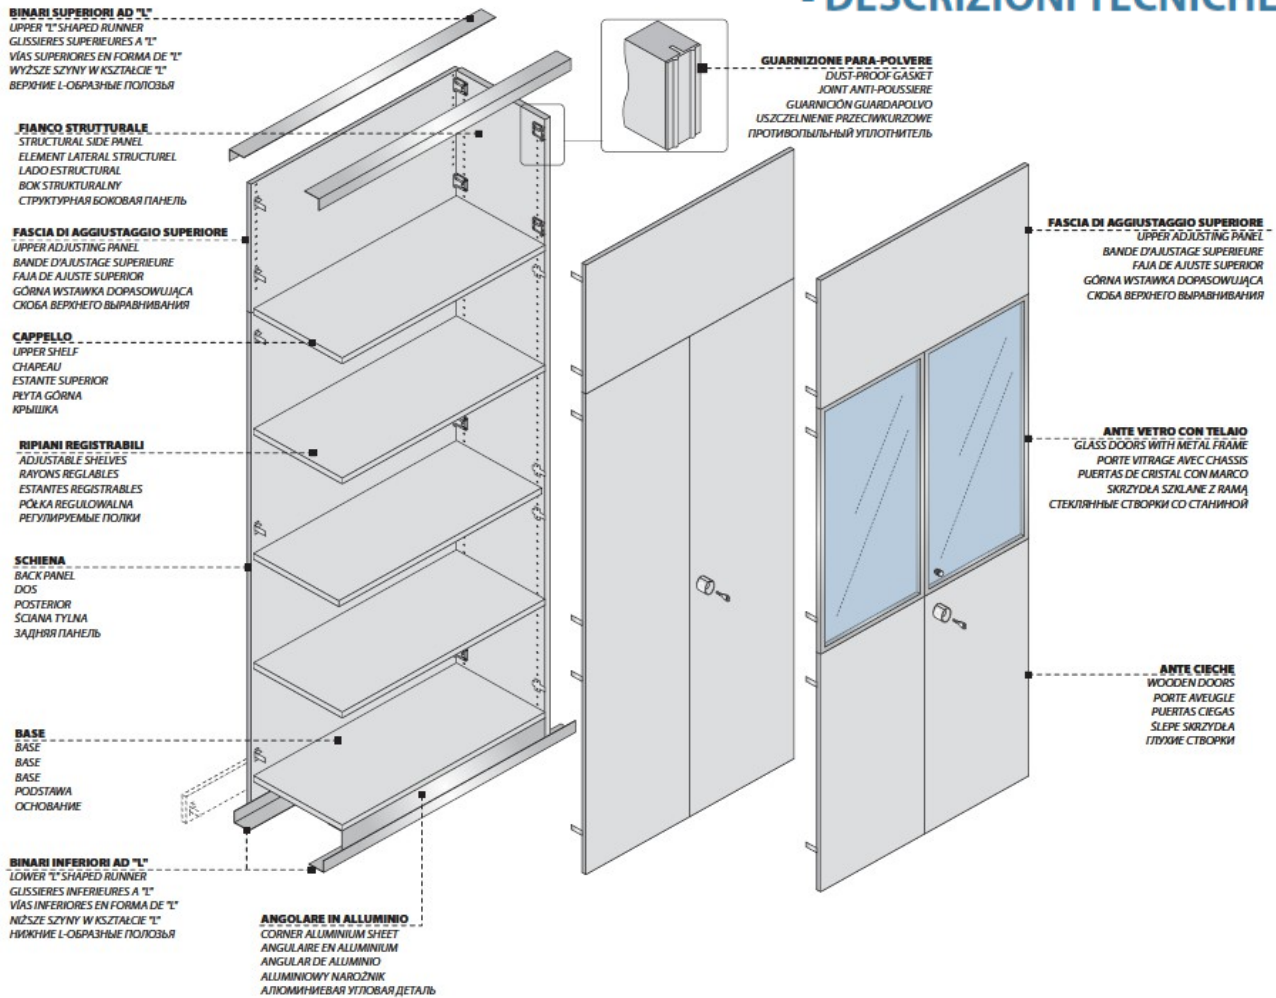 - DESCRIZIONI TECNICHE
BINARI SUPERIORI AD "L"
UPPER "L" SHAPED RUNNER
GLISSIERES SUPERIEURES A "L"
VÍAS SUPERIORES EN FORMA DE "L"
WYŻSZE SZYNY W KSZTAŁCIE "L"
ВЕРХНИЕ L-ОБРАЗНЫЕ ПОЛОЗЬЯ
GUARNIZIONE PARA-POLVERE
DUST-PROOF GASKET
JOINT ANTI-POUSSIERE
GUARNICIÓN GUARDAPOLVO
USZCZELNIENIE PRZECIWKURZOWE
ПРОТИВОПЫЛЬНЫЙ УПЛОТНИТЕЛЬ
FIANCO STRUTTURALE
STRUCTURAL SIDE PANEL
ELEMENT LATERAL STRUCTUREL
LADO ESTRUCTURAL
BOK STRUKTURALNY
СТРУКТУРНАЯ БОКОВАЯ ПАНЕЛЬ
FASCIA DI AGGIUSTAGGIO SUPERIORE
UPPER ADJUSTING PANEL
BANDE D'AJUSTAGE SUPERIEURE
FAJA DE AJUSTE SUPERIOR
GÓRNA WSTAWKA DOPASOWUJĄCA
СКОБА ВЕРХНЕГО ВЫРАВНИВАНИЯ
FASCIA DI AGGIUSTAGGIO SUPERIORE
UPPER ADJUSTING PANEL
BANDE D'AJUSTAGE SUPERIEURE
FAJA DE AJUSTE SUPERIOR
GÓRNA WSTAWKA DOPASOWUJĄCA
СКОБА ВЕРХНЕГО ВЫРАВНИВАНИЯ
CAPPELLO
UPPER SHELF
CHAPEAU
ESTANTE SUPERIOR
PŁYTA GÓRNA
КРЫШКА
RIPIANI REGISTRABILI
ADJUSTABLE SHELVES
RAYONS REGLABLES
ESTANTES REGISTRABLES
PÓŁKA REGULOWALNA
РЕГУЛИРУЕМЫЕ ПОЛКИ
ANTE VETRO CON TELAIO
GLASS DOORS WITH METAL FRAME
PORTE VITRAGE AVEC CHASSIS
PUERTAS DE CRISTAL CON MARCO
SKRZYDŁA SZKLANE Z RAMĄ
СТЕКЛЯННЫЕ СТВОРКИ СО СТАНИНОЙ
SCHIENA
BACK PANEL
DOS
POSTERIOR
ŚCIANA TYLNA
ЗАДНЯЯ ПАНЕЛЬ
ANTE CIECHE
WOODEN DOORS
PORTE AVEUGLE
PUERTAS CIEGAS
ŚLEPE SKRZYDŁA
ГЛУХИЕ СТВОРКИ
BASE
BASE
BASE
BASE
PODSTAWA
ОСНОВАНИЕ
BINARI INFERIORI AD "L"
LOWER "L" SHAPED RUNNER
GLISSIERES INFERIEURES A "L"
VÍAS INFERIORES EN FORMA DE "L"
NIŻSZE SZYNY W KSZTAŁCIE "L"
НИЖНИЕ L-ОБРАЗНЫЕ ПОЛОЗЬЯ
ANGOLARE IN ALLUMINIO
CORNER ALUMINIUM SHEET
ANGULAIRE EN ALUMINIUM
ANGULAR DE ALUMINIO
ALUMINIOWY NAROŻNIK
АЛЮМИНИЕВАЯ УГЛОВАЯ ДЕТАЛЬ